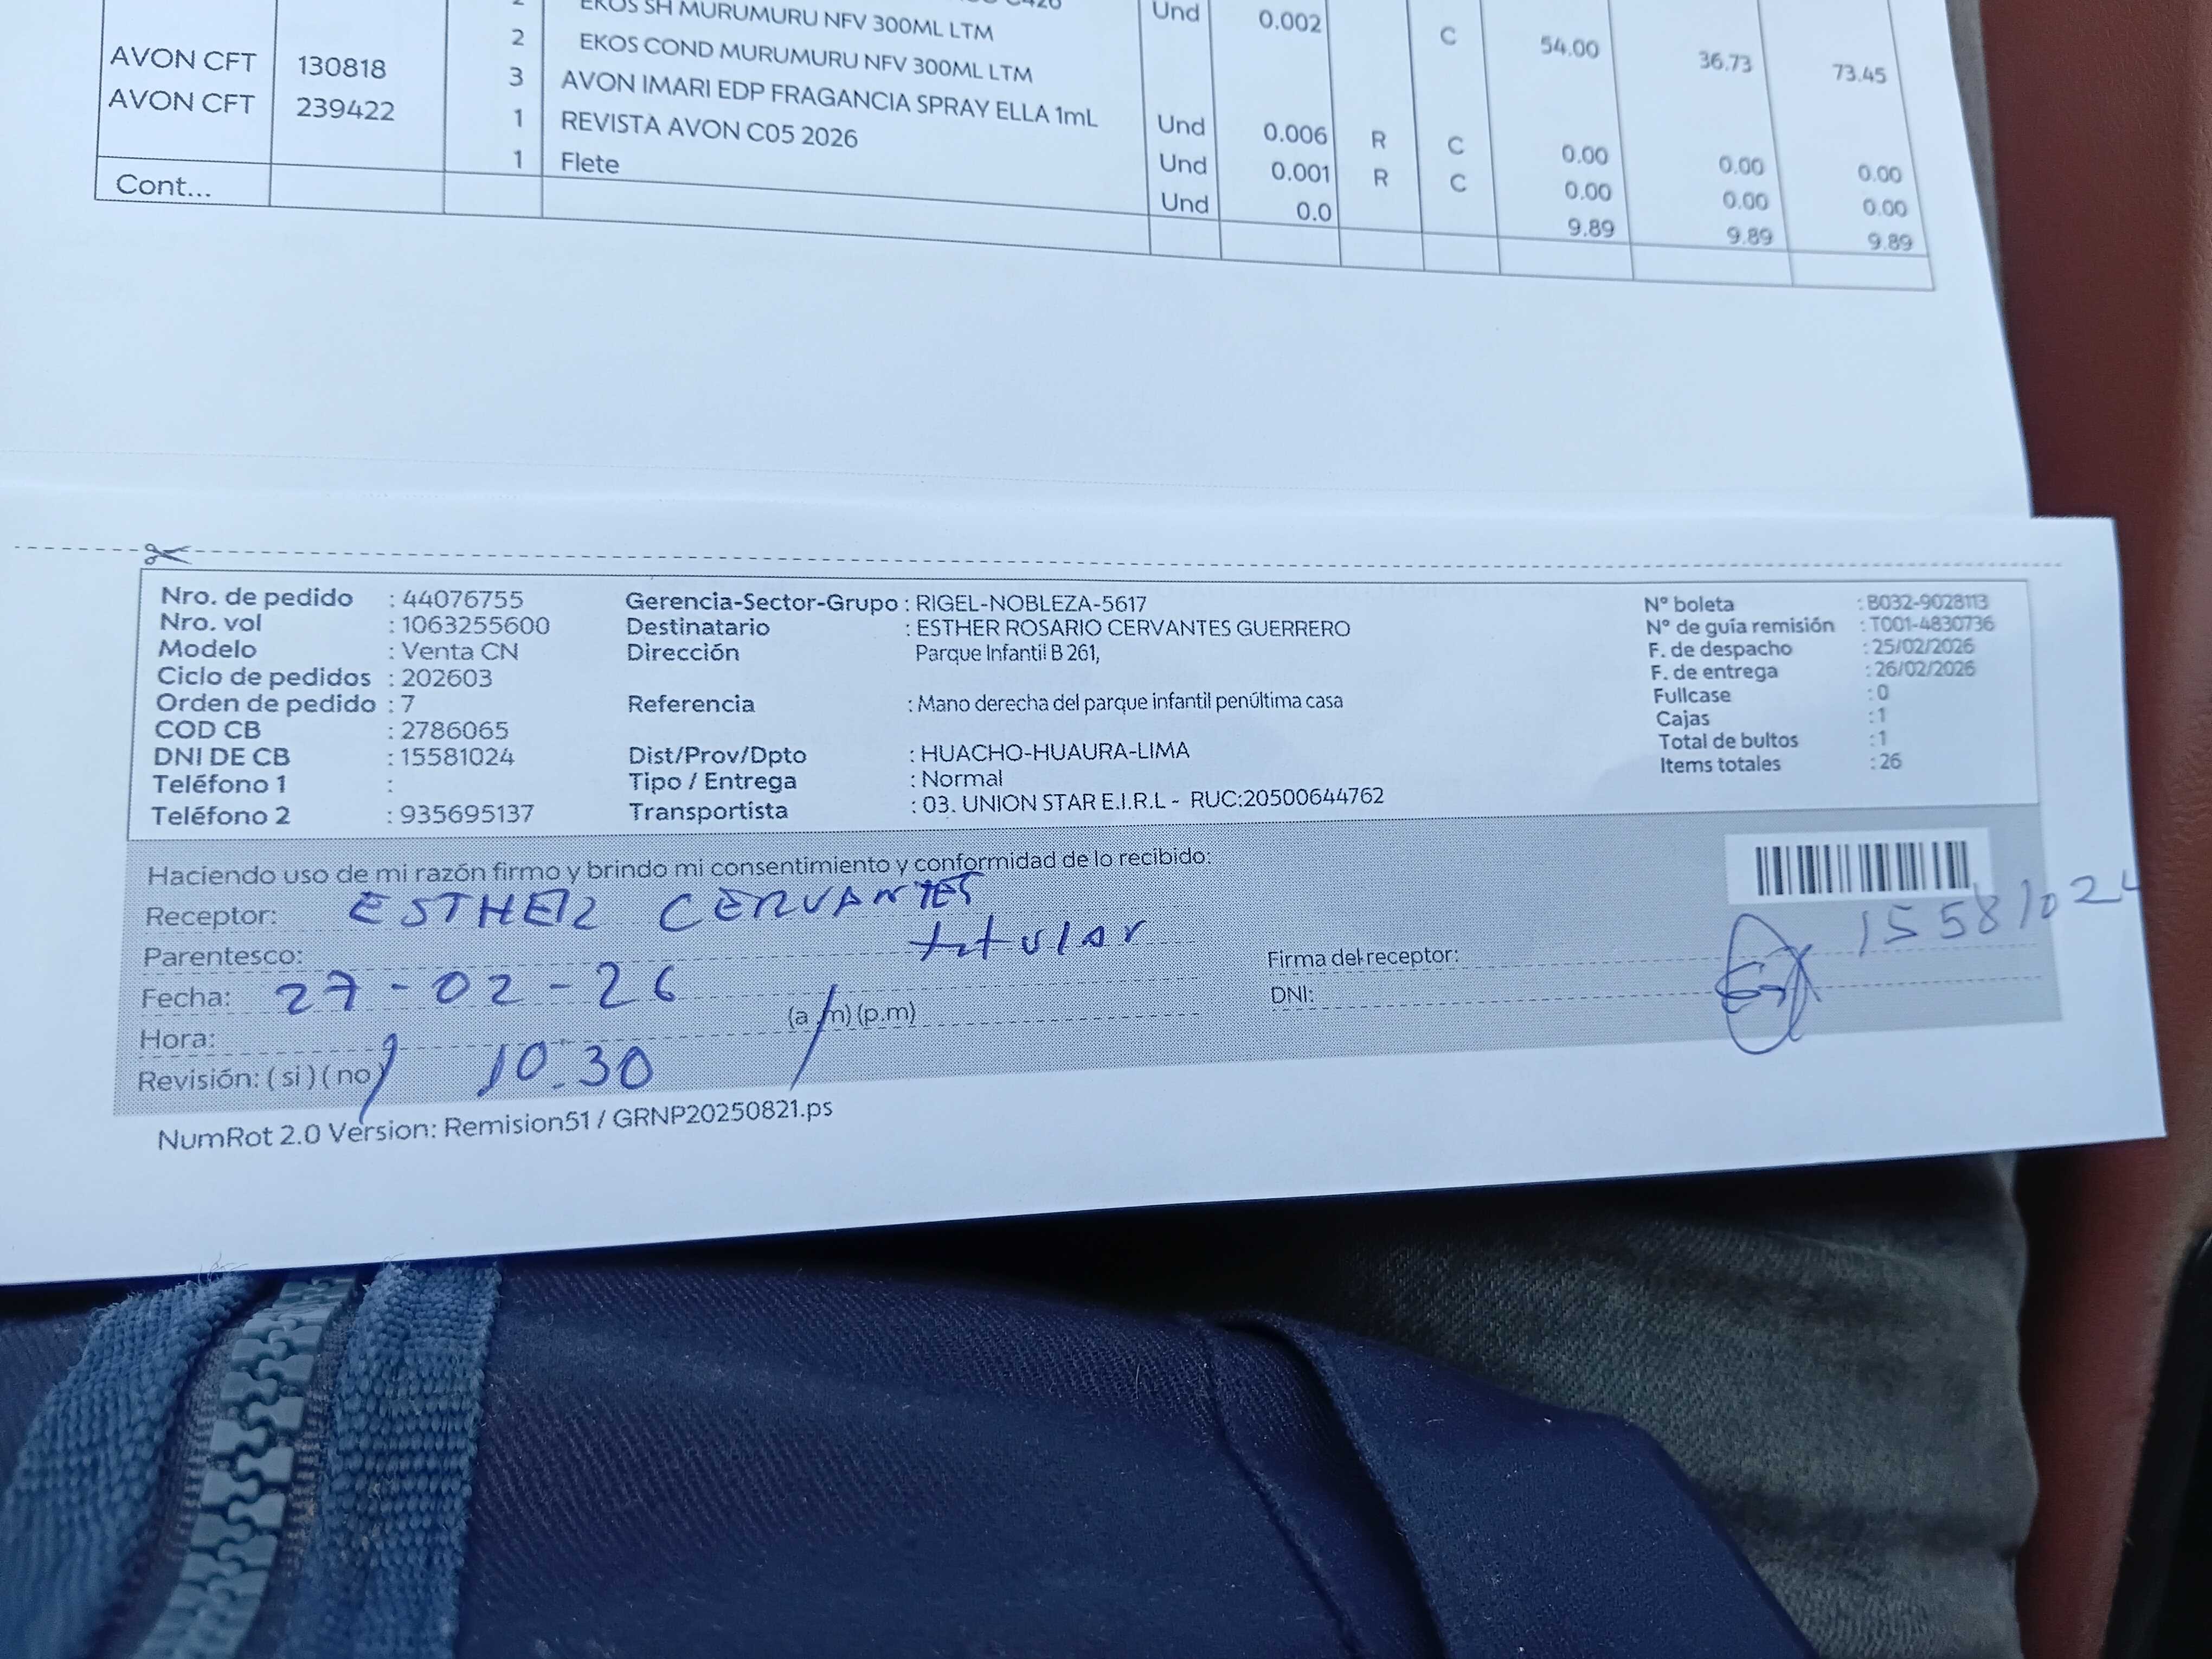 2 EKOS SH MURUMURU NFV 300ML LTM Und 0.002 C 54.00 36.73 73.45
2 EKOS COND MURUMURU NFV 300ML LTM
AVON CFT 130818 3 AVON IMARI EDP FRAGANCIA SPRAY ELLA 1mL Und 0.006 R C 0.00 0.00 0.00
AVON CFT 239422 1 REVISTA AVON C05 2026 Und 0.001 R C 0.00 0.00 0.00
1 Flete Und 0.0 9.89 9.89 9.89
Cont...
Nro. de pedido : 44076755 Gerencia-Sector-Grupo : RIGEL-NOBLEZA-5617 N° boleta : B032-9028113
Nro. vol : 1063255600 Destinatario : ESTHER ROSARIO CERVANTES GUERRERO N° de guía remisión : T001-4830736
Modelo : Venta CN Dirección Parque Infantil B 261, F. de despacho : 25/02/2026
Ciclo de pedidos : 202603 F. de entrega : 26/02/2026
Orden de pedido : 7 Referencia : Mano derecha del parque infantil penúltima casa Fullcase : 0
COD CB : 2786065 Cajas : 1
DNI DE CB : 15581024 Dist/Prov/Dpto : HUACHO-HUAURA-LIMA Total de bultos : 1
Teléfono 1 : Tipo / Entrega : Normal Items totales : 26
Teléfono 2 : 935695137 Transportista : 03. UNION STAR E.I.R.L - RUC:20500644762
Haciendo uso de mi razón firmo y brindo mi consentimiento y conformidad de lo recibido:
Receptor: ESTHER CERVANTES
Parentesco: titular Firma del receptor: 1558102
Fecha: 27-02-26 DNI:
Hora: (a.m) (p.m)
Revisión: ( si ) ( no ) 10.30
NumRot 2.0 Version: Remision51 / GRNP20250821.ps